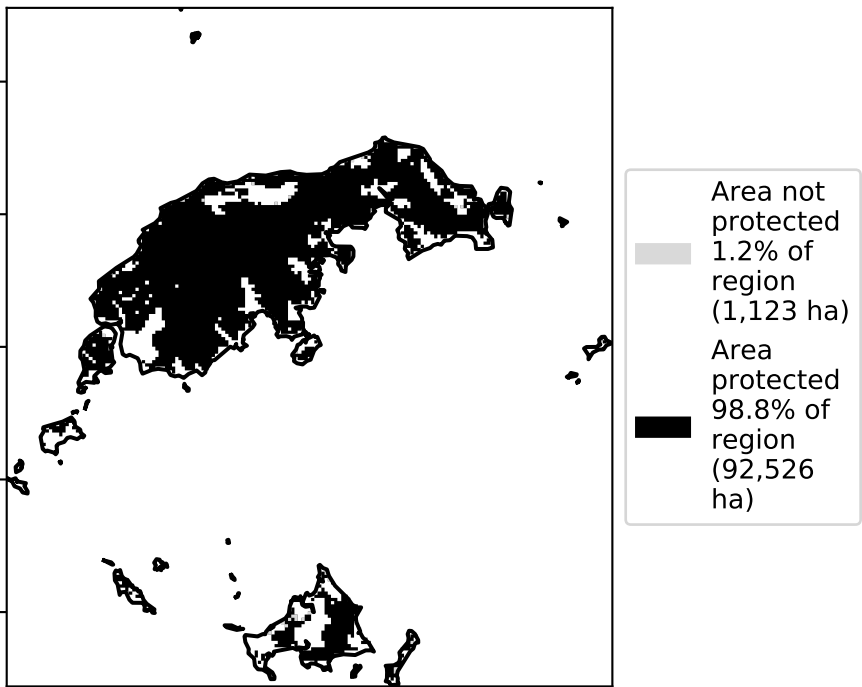 Area not
protected
1.2% of
region
(1,123 ha)
Area
protected
98.8% of
region
(92,526
ha)